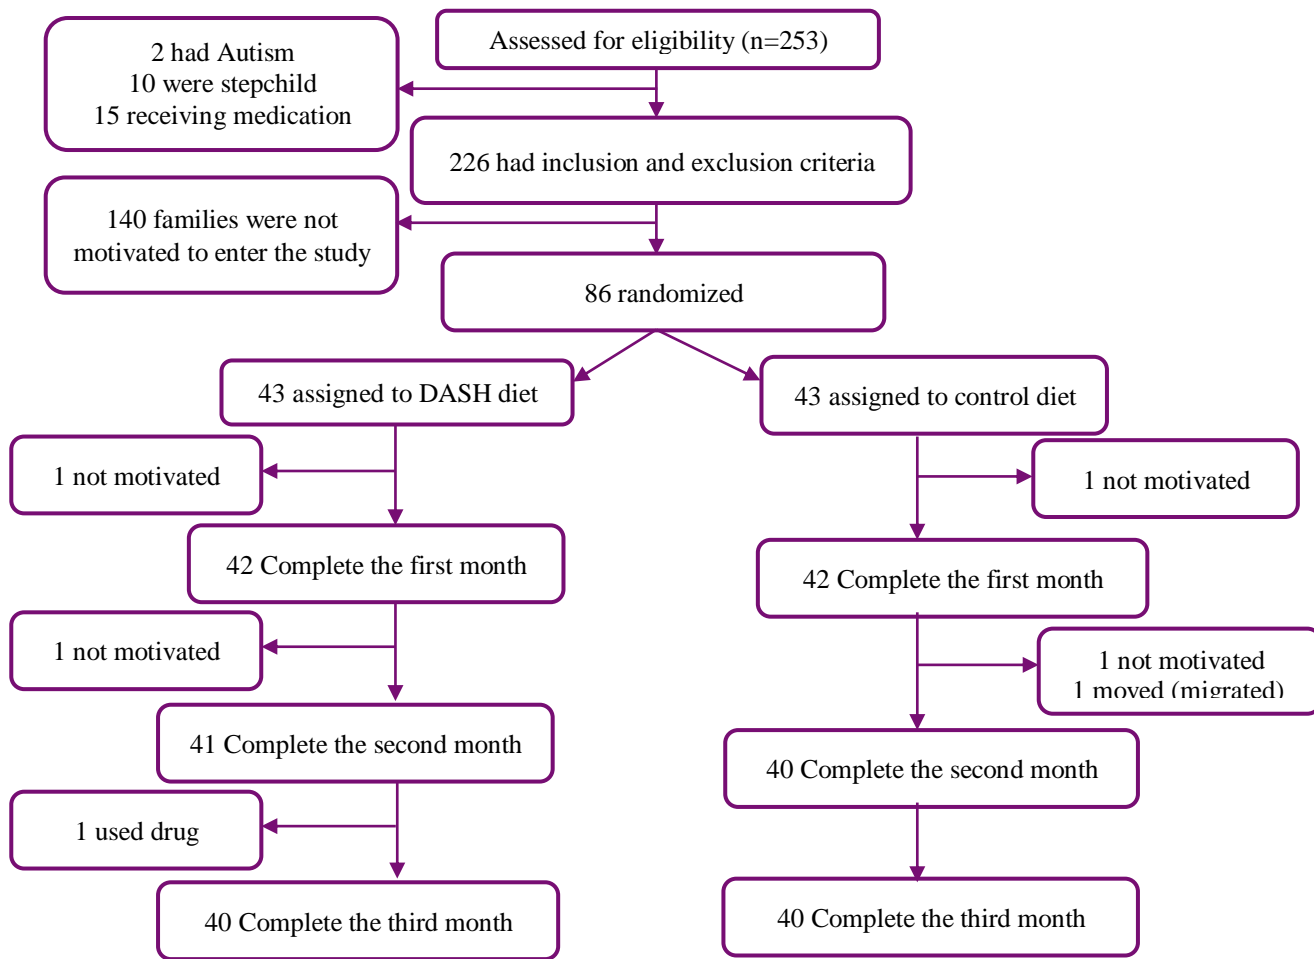 Assessed for eligibility (n=253)
2 had Autism
10 were stepchild
15 receiving medication
226 had inclusion and exclusion criteria
140 families were not
motivated to enter the study
86 randomized
43 assigned to DASH diet
43 assigned to control diet
1 not motivated
1 not motivated
42 Complete the first month
42 Complete the first month
1 not motivated
1 not motivated
1 moved (migrated)
41 Complete the second month
40 Complete the second month
1 used drug
40 Complete the third month
40 Complete the third month